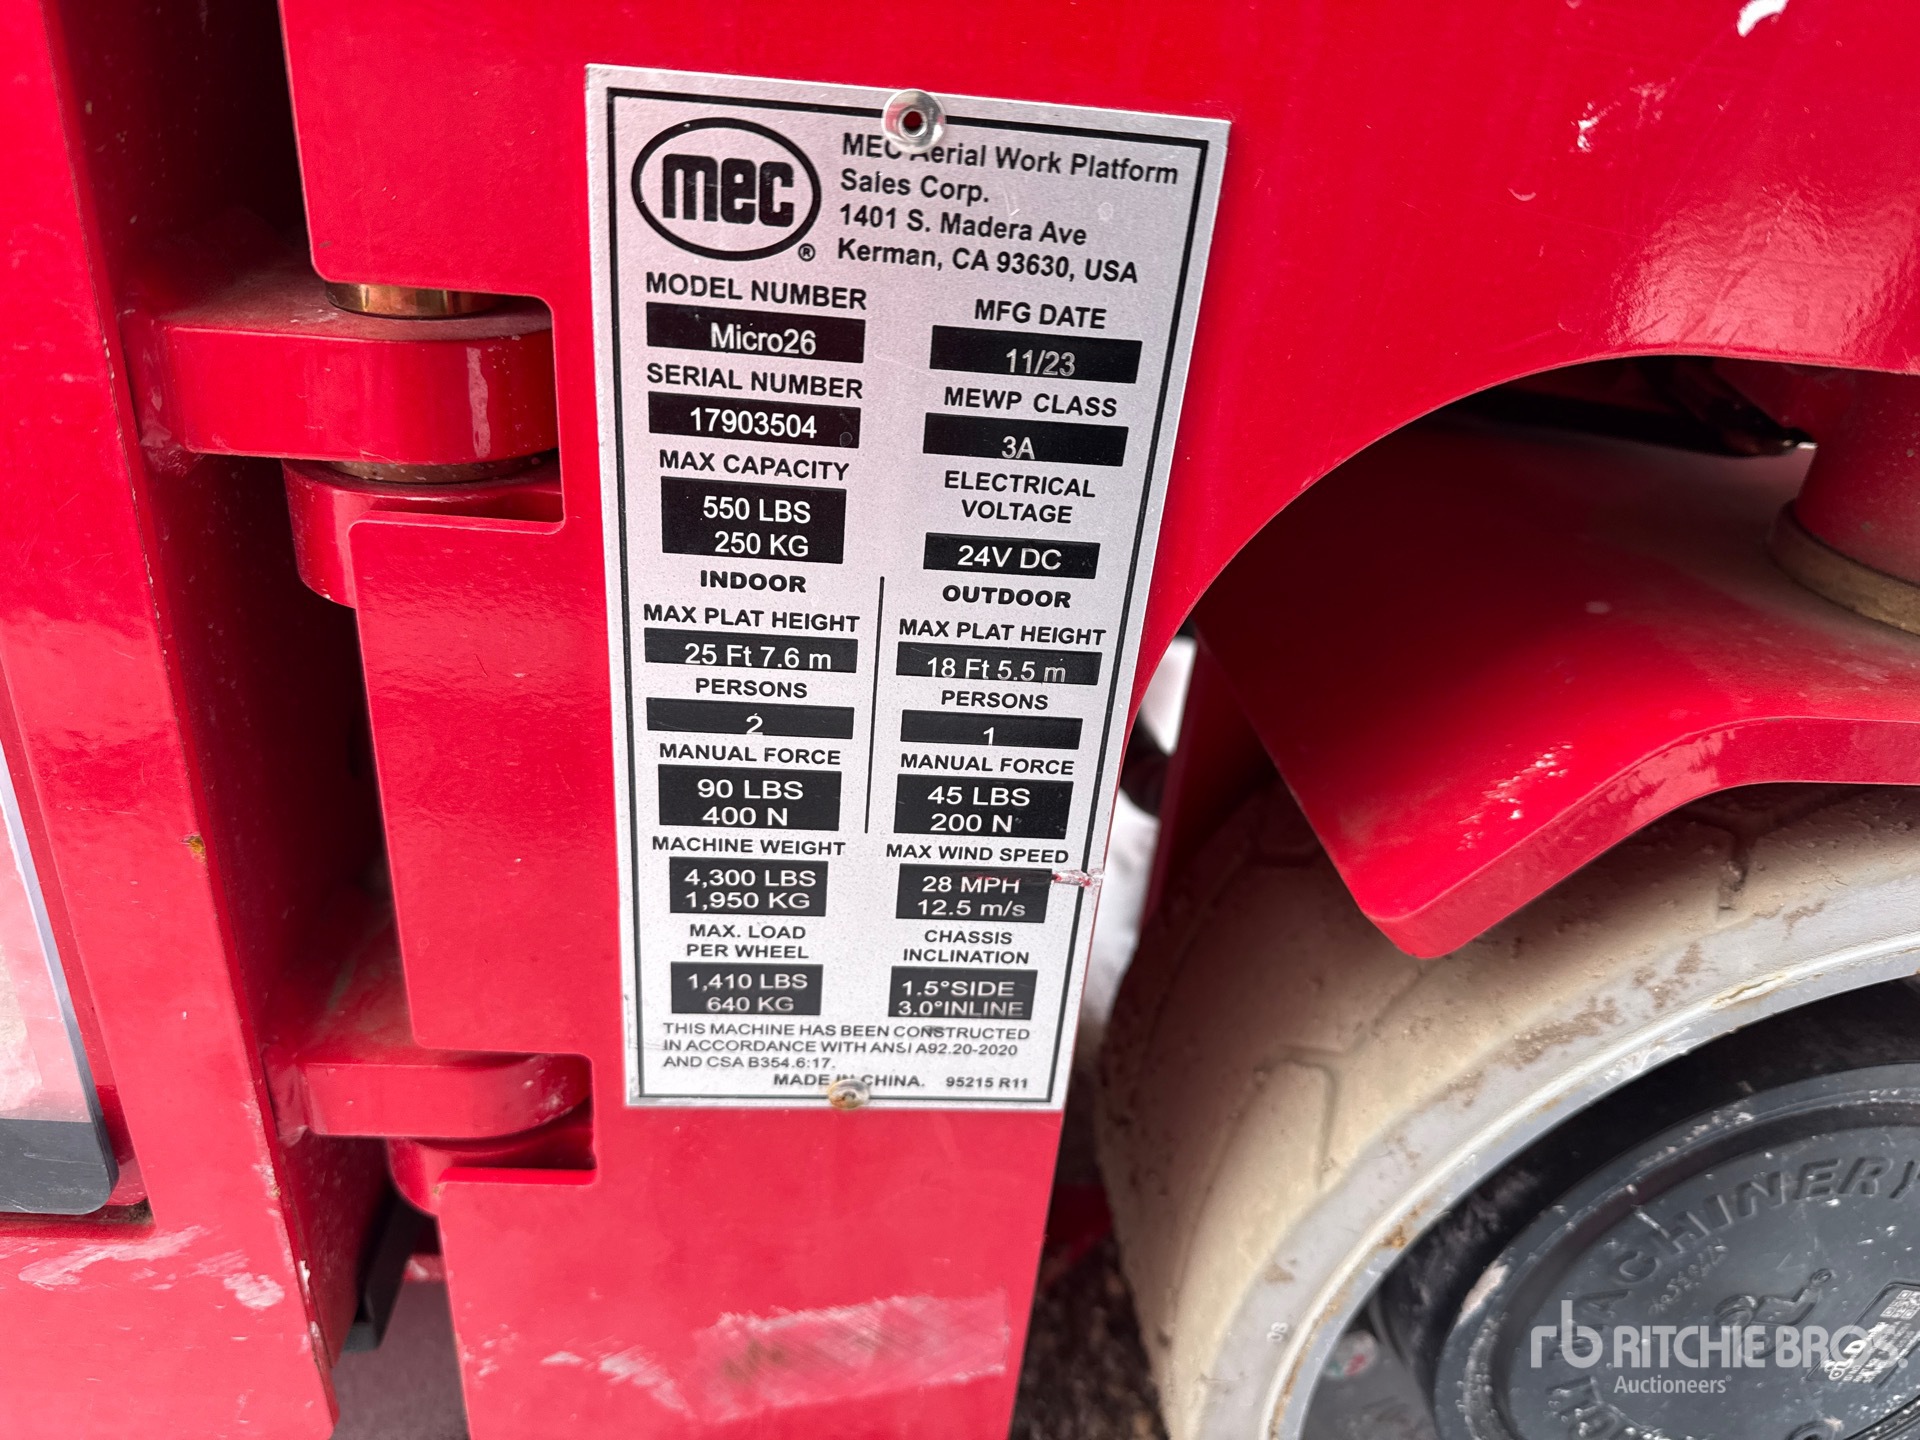 mec
®
MEC Aerial Work Platform
Sales Corp.
1401 S. Madera Ave
Kerman, CA 93630, USA
MODEL NUMBER
Micro26
MFG DATE
11/23
SERIAL NUMBER
17903504
MEWP CLASS
3A
MAX CAPACITY
550 LBS
250 KG
ELECTRICAL
VOLTAGE
24V DC
INDOOR
MAX PLAT HEIGHT
25 Ft 7.6 m
PERSONS
2
MANUAL FORCE
90 LBS
400 N
OUTDOOR
MAX PLAT HEIGHT
18 Ft 5.5 m
PERSONS
1
MANUAL FORCE
45 LBS
200 N
MACHINE WEIGHT
4,300 LBS
1,950 KG
MAX WIND SPEED
28 MPH
12.5 m/s
MAX. LOAD
PER WHEEL
1,410 LBS
640 KG
CHASSIS
INCLINATION
1.5°SIDE
3.0°INLINE
THIS MACHINE HAS BEEN CONSTRUCTED
IN ACCORDANCE WITH ANSI A92.20-2020
AND CSA B354.6:17.
MADE IN CHINA. 95215 R11
MACHINERY
rb RITCHIE BROS.
Auctioneers